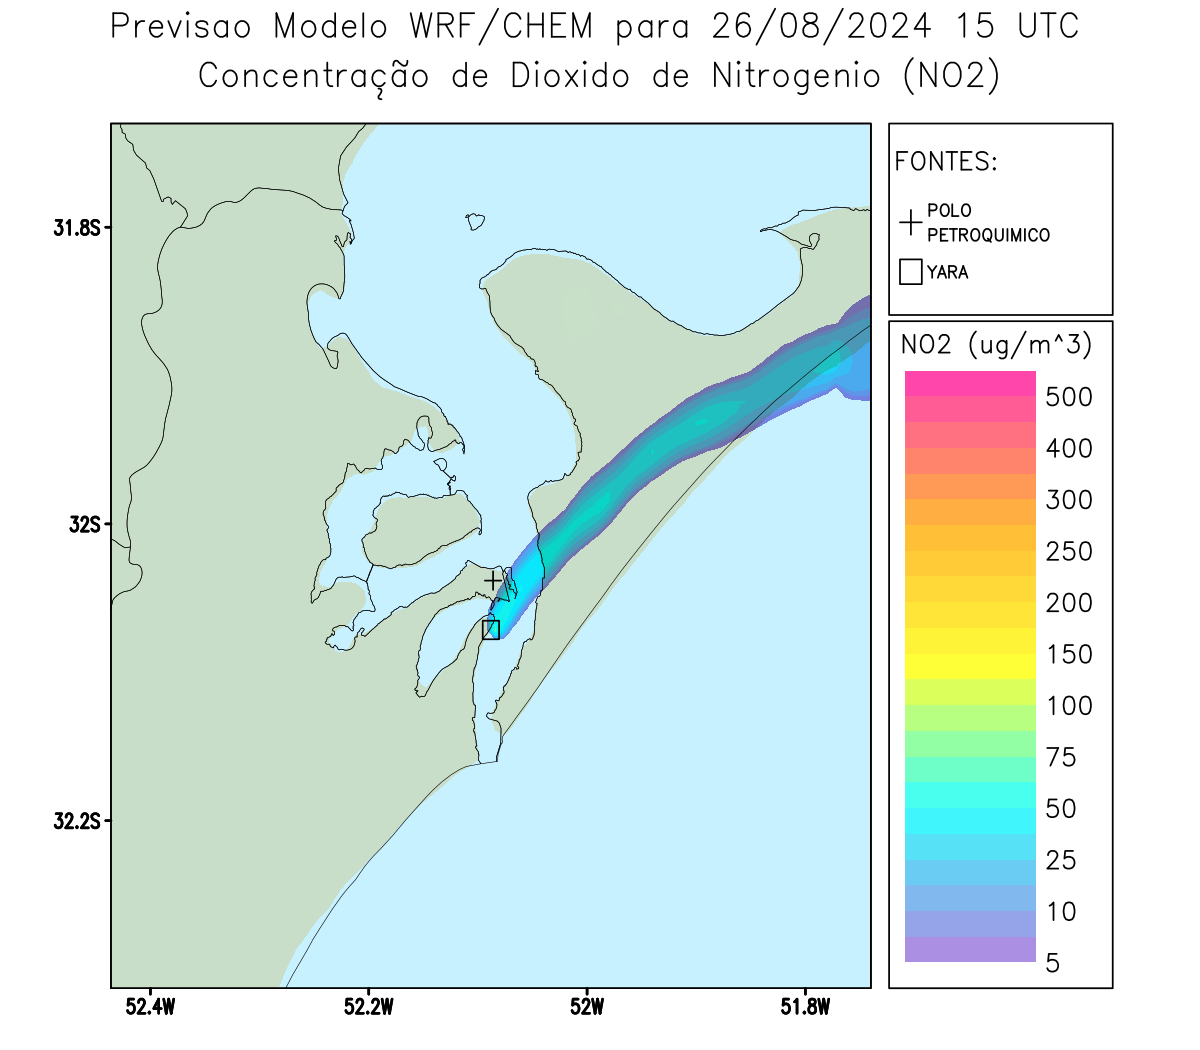 Previsao Modelo WRF/CHEM para 26/08/2024 15 UTC
Concentração de Dioxido de Nitrogenio (NO2)
FONTES:
POLO
PETROQUIMICO
YARA
NO2 (ug/m^3)
500
400
300
250
200
150
100
75
50
25
10
5
31.8S
32S
32.2S
52.4W
52.2W
52W
51.8W